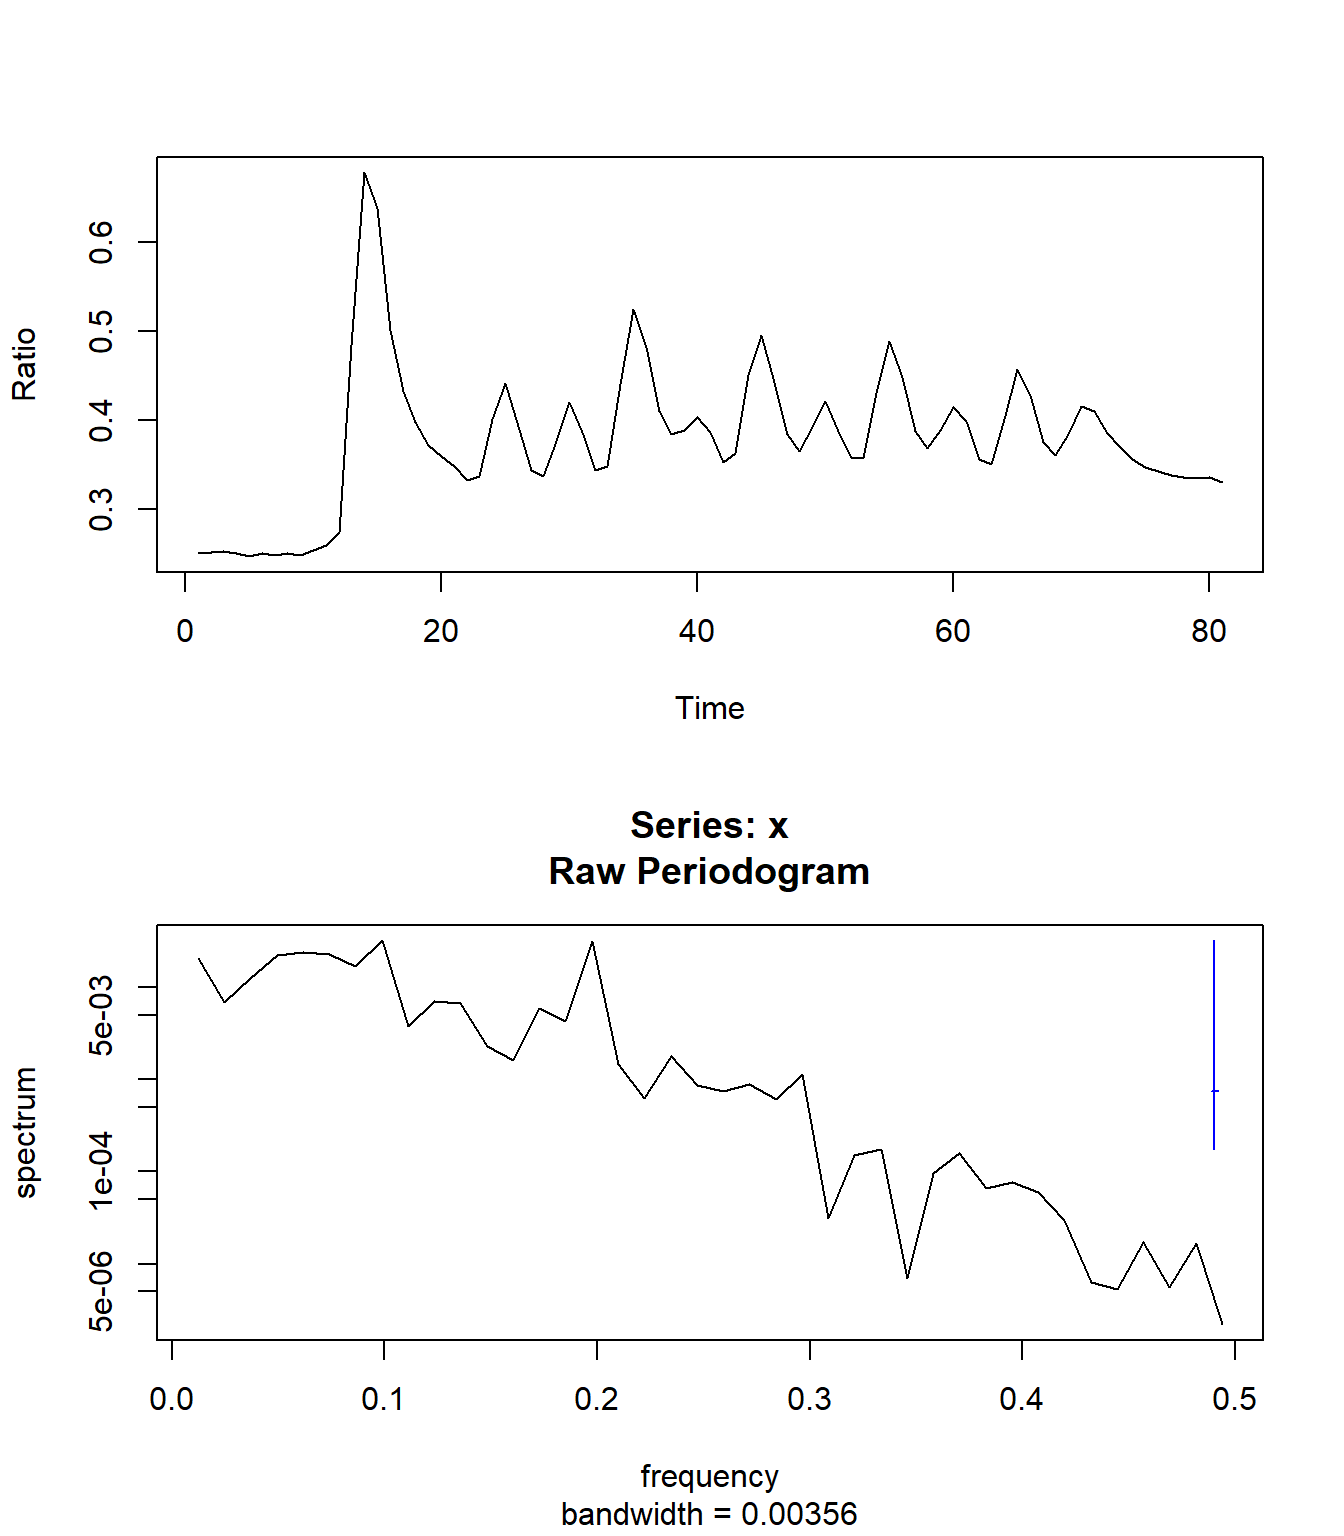 Ratio
0.6
0.5
0.4
0.3
0 20 40 60 80
Time
Series: x
Raw Periodogram
spectrum
5e-03
1e-04
5e-06
0.0 0.1 0.2 0.3 0.4 0.5
frequency
bandwidth = 0.00356